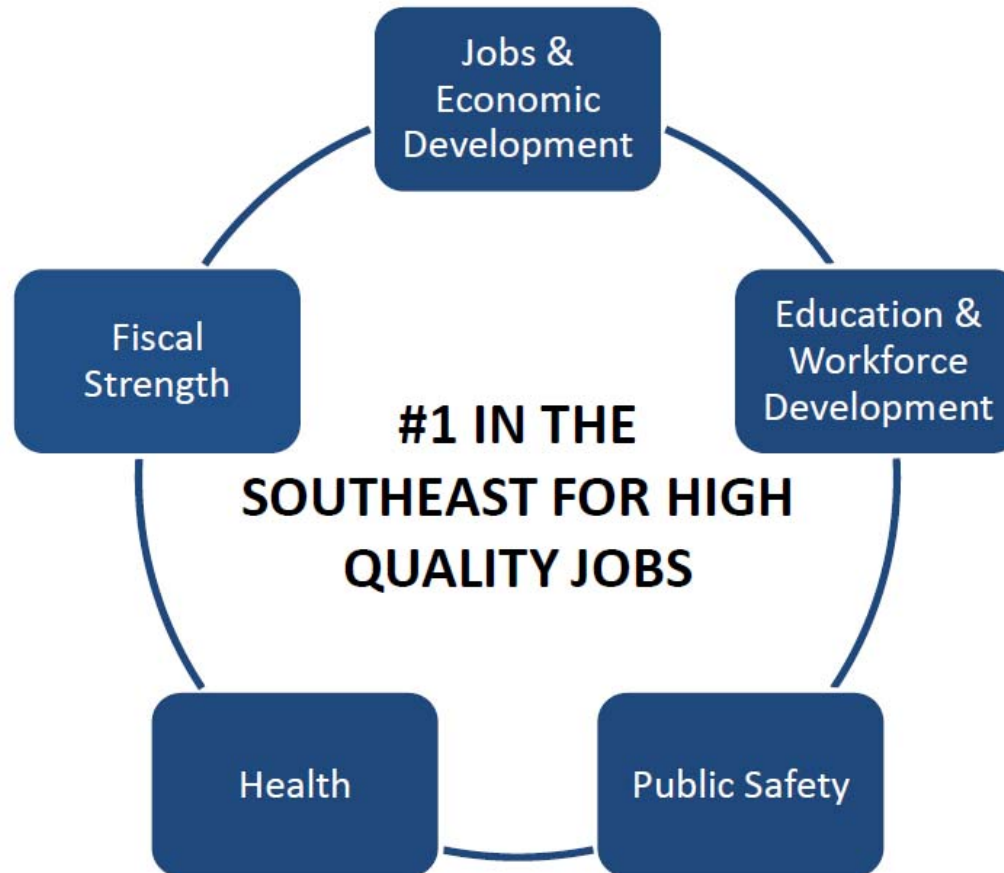 Jobs &
Economic
Development
Fiscal
Strength
Education &
Workforce
Development
#1 IN THE
SOUTHEAST FOR HIGH
QUALITY JOBS
Health
Public Safety